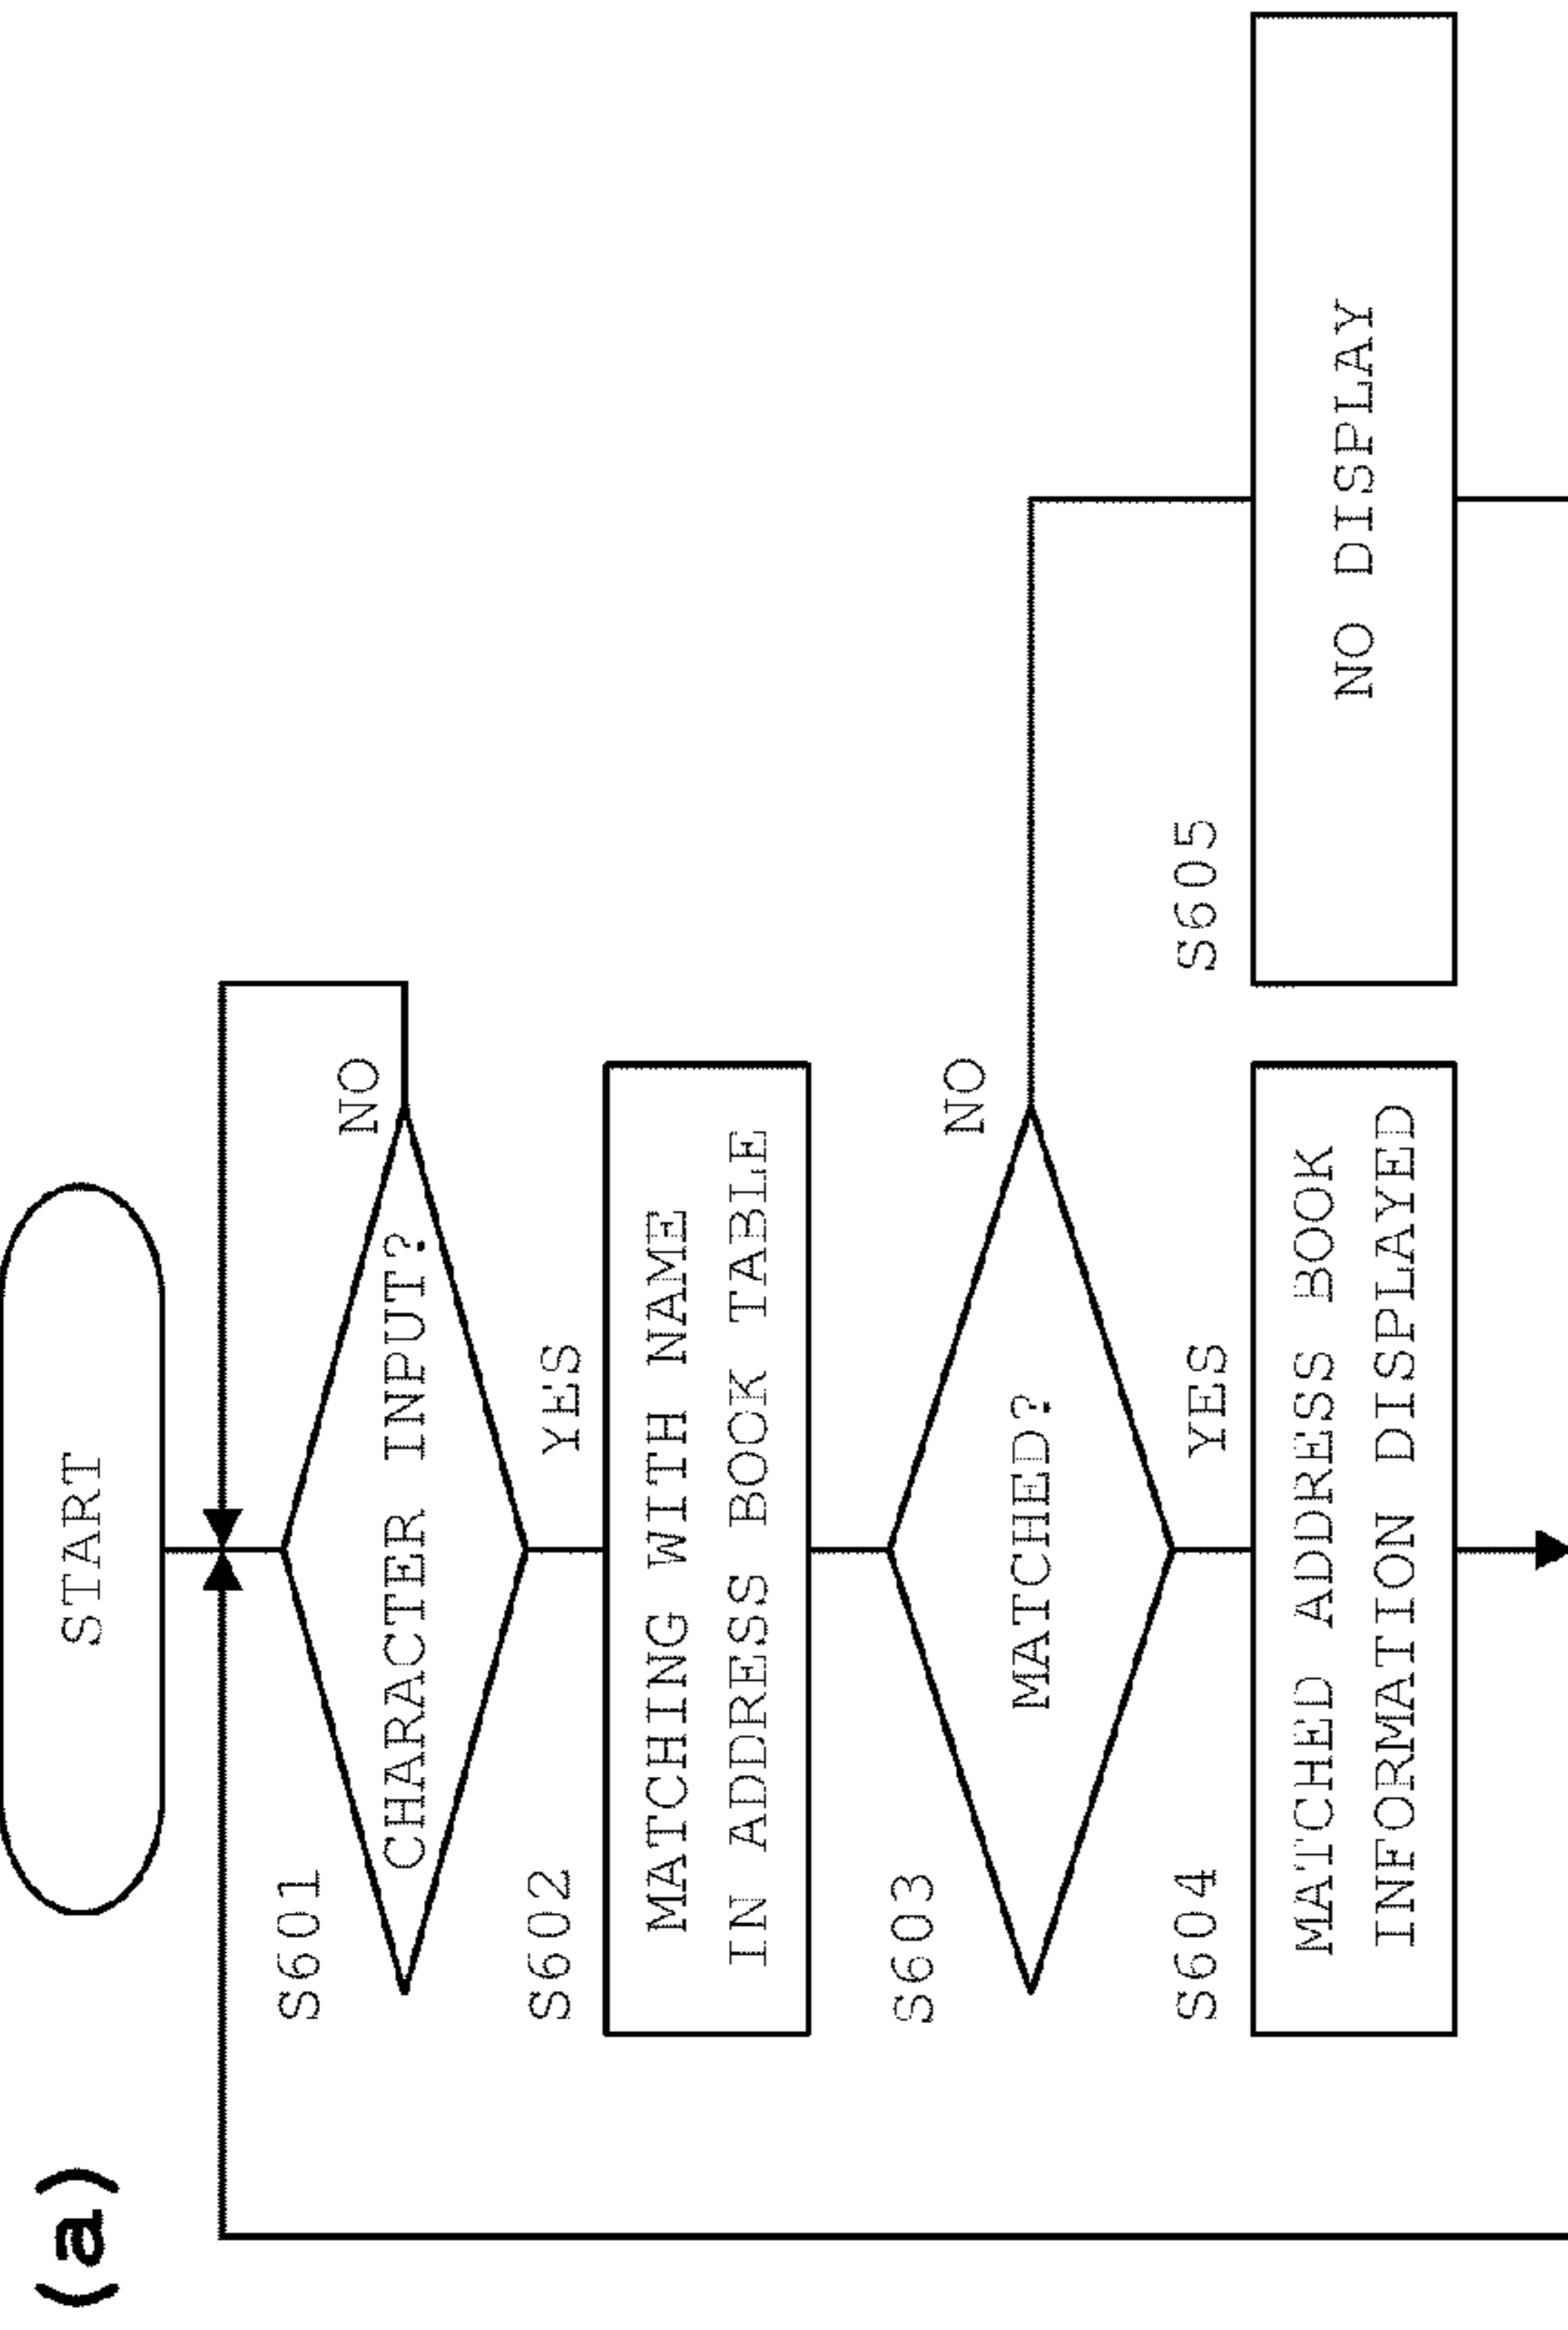 (a)
START
S601
CHARACTER INPUT?
NO
YES
S602
MATCHING WITH NAME
IN ADDRESS BOOK TABLE
S603
MATCHED?
NO
YES
S604
MATCHED ADDRESS BOOK
INFORMATION DISPLAYED
S605
NO DISPLAY